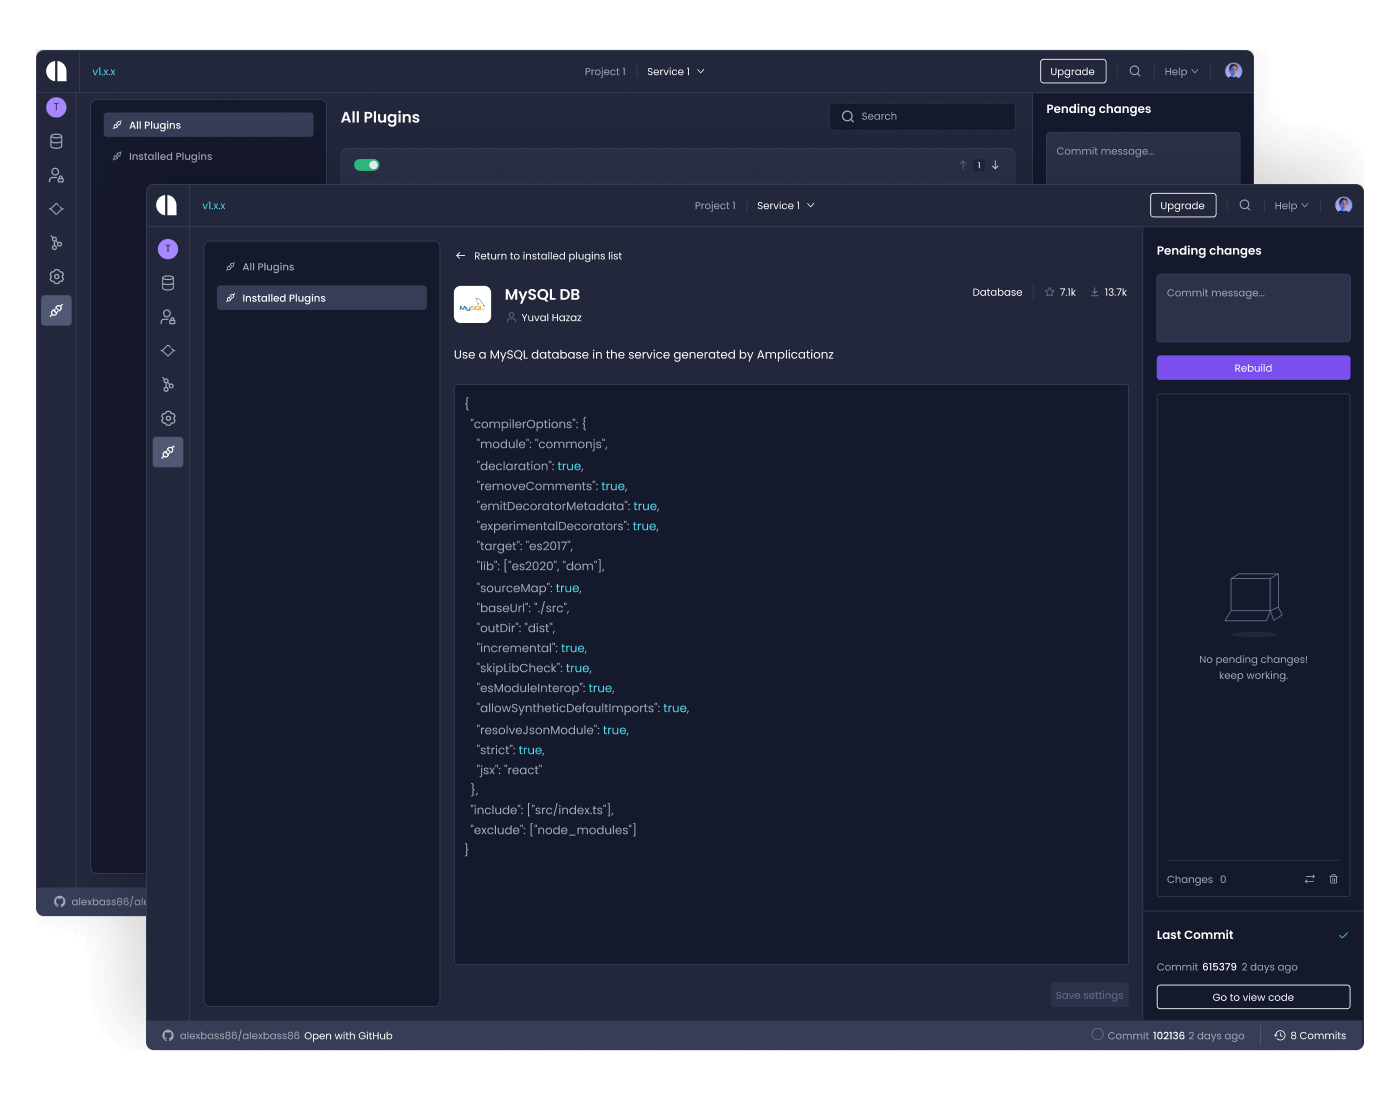 v1.x.x
Project 1
Service 1
Upgrade
Help
T
All Plugins
Installed Plugins
All Plugins
Search
1
Pending changes
Commit message...
alexbass86/
v1.x.x
Project 1
Service 1
Upgrade
Help
T
All Plugins
Installed Plugins
Return to installed plugins list
MySQL
MySQL DB
Yuval Hazaz
Database
7.1k
13.7k
Use a MySQL database in the service generated by Amplicationz
{
"compilerOptions": {
"module": "commonjs",
"declaration": true,
"removeComments": true,
"emitDecoratorMetadata": true,
"experimentalDecorators": true,
"target": "es2017",
"lib": ["es2020", "dom"],
"sourceMap": true,
"baseUrl": "./src",
"outDir": "dist",
"incremental": true,
"skipLibCheck": true,
"esModuleInterop": true,
"allowSyntheticDefaultImports": true,
"resolveJsonModule": true,
"strict": true,
"jsx": "react"
},
"include": ["src/index.ts"],
"exclude": ["node_modules"]
}
Save settings
Pending changes
Commit message...
Rebuild
No pending changes!
keep working.
Changes 0
Last Commit
Commit 615379 2 days ago
Go to view code
alexbass86/alexbass86 Open with GitHub
Commit 102136 2 days ago
8 Commits